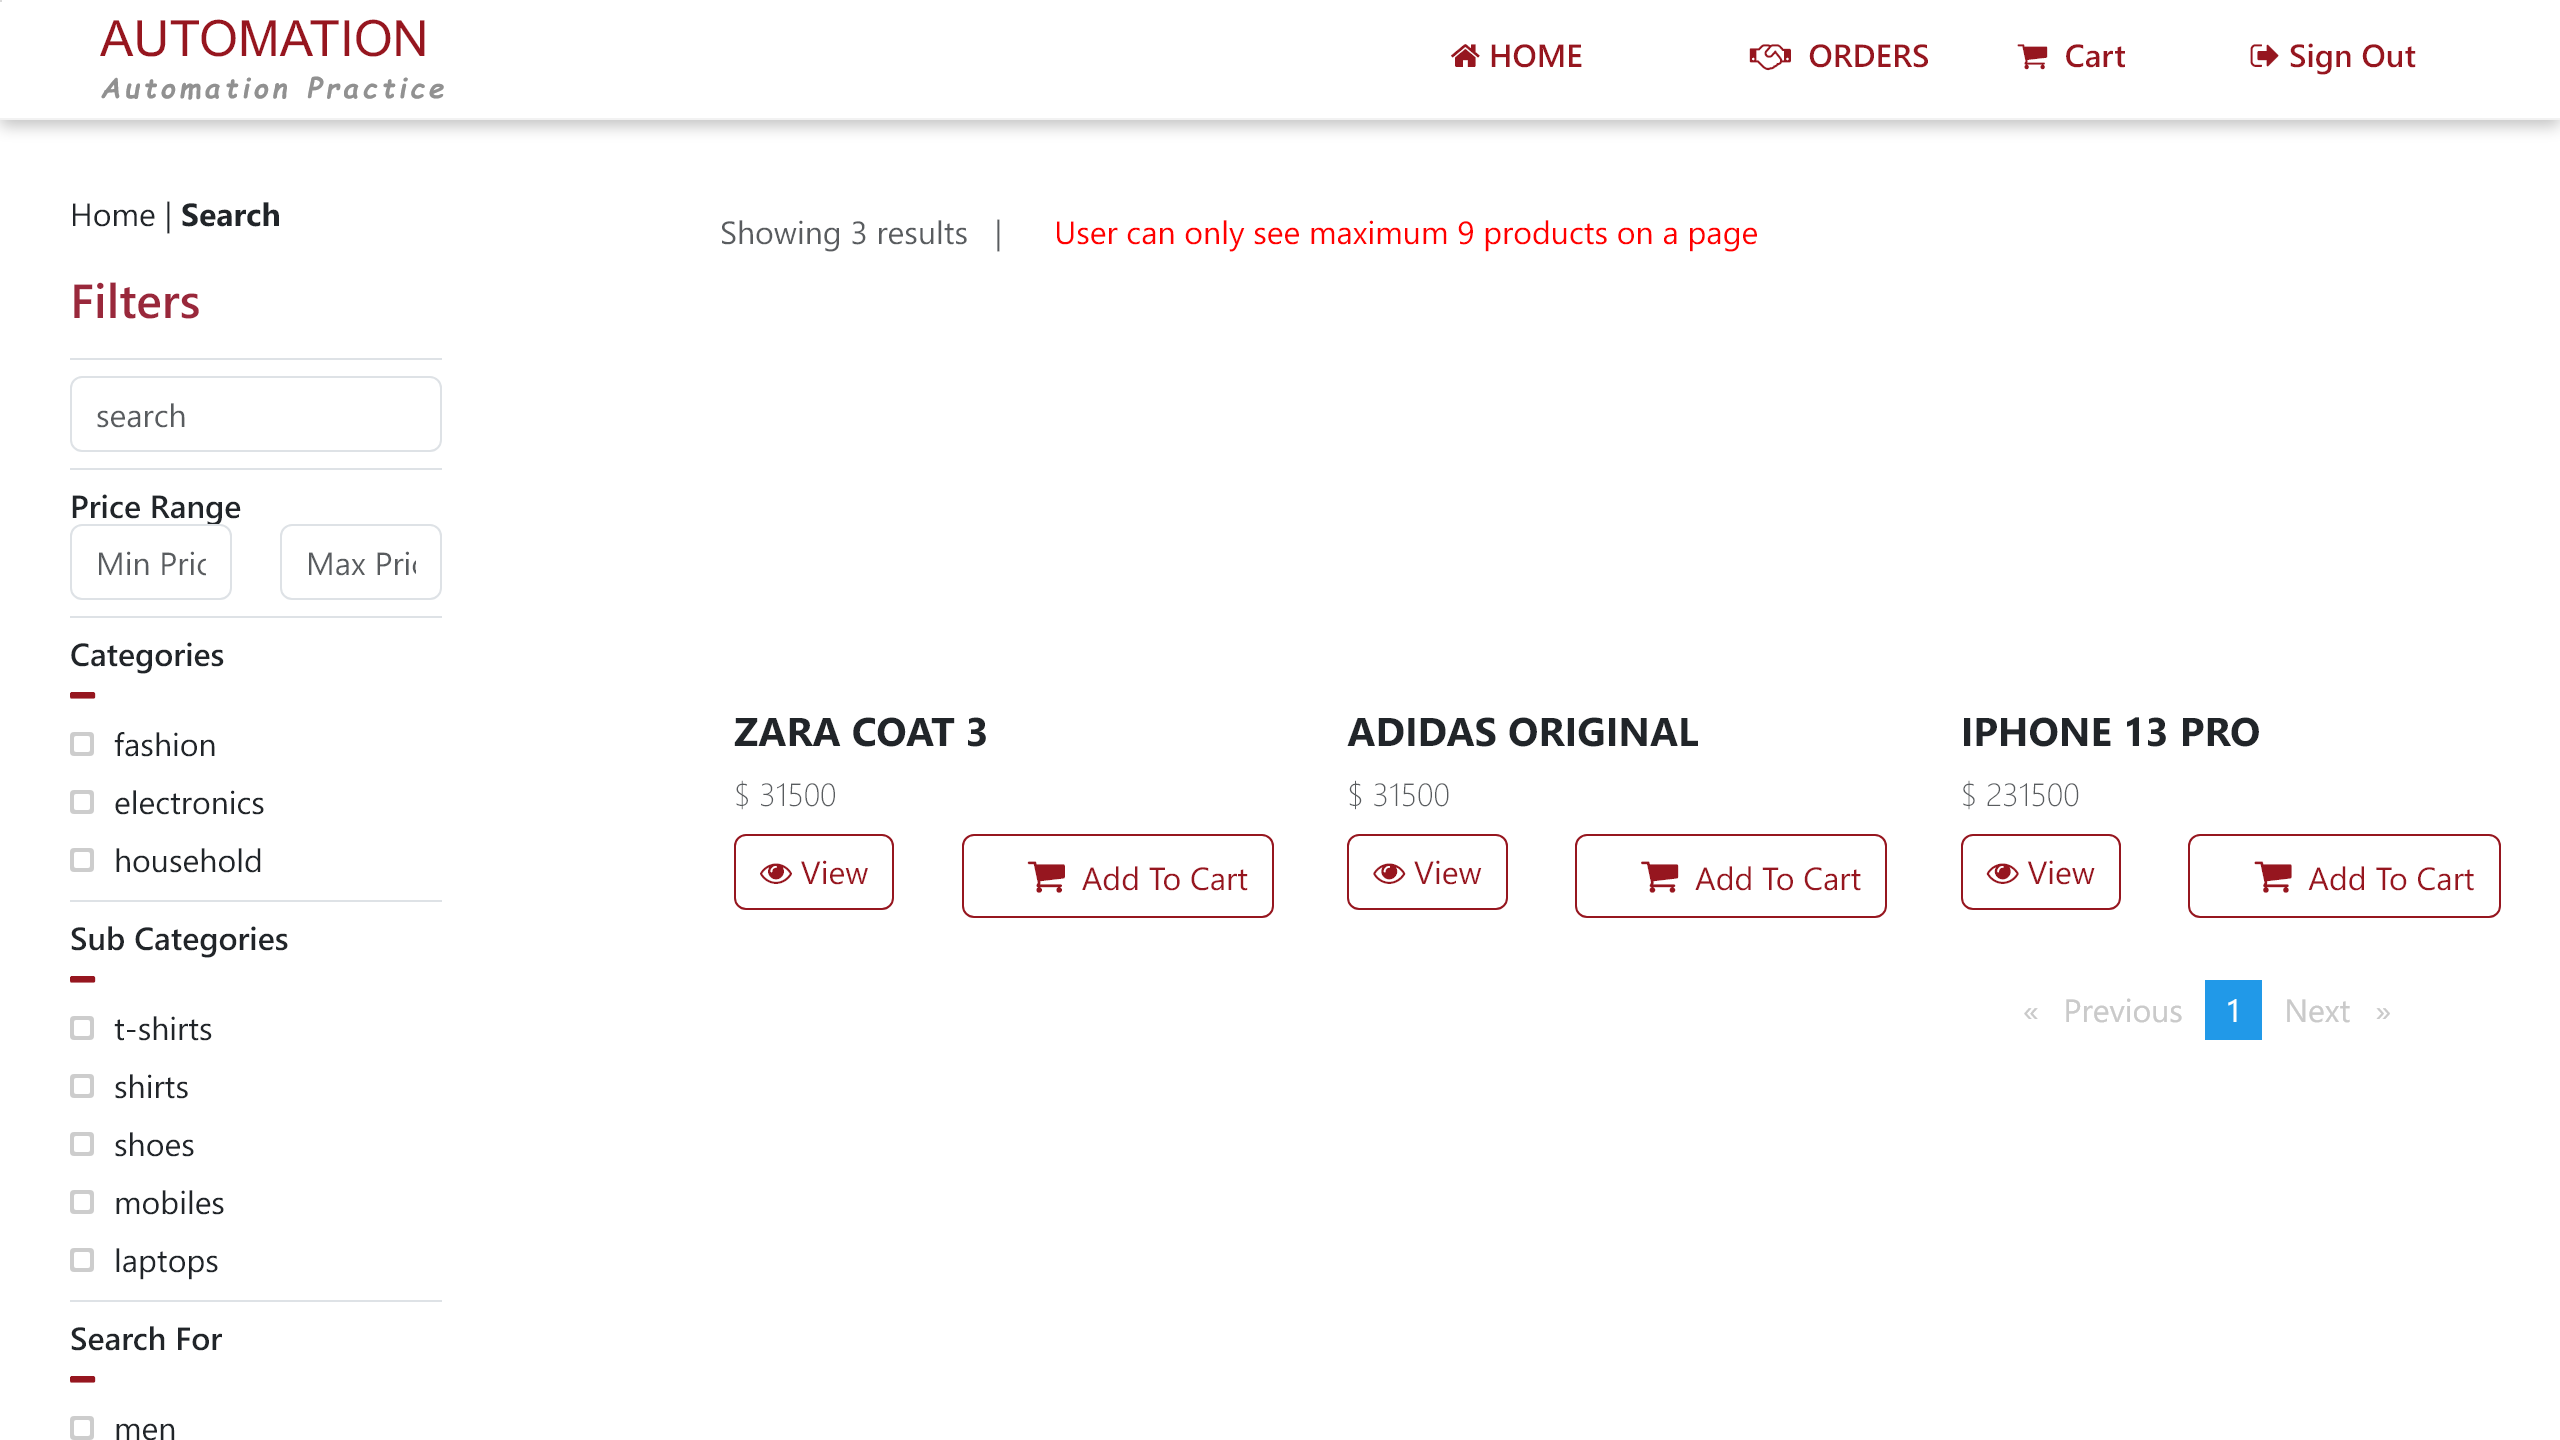 AUTOMATION
Automation Practice
HOME
ORDERS
Cart
Sign Out
Home | Search
Showing 3 results |
User can only see maximum 9 products on a page
Filters
search
Price Range
Min Pric
Max Pric
Categories
fashion
electronics
household
Sub Categories
t-shirts
shirts
shoes
mobiles
laptops
Search For
men
ZARA COAT 3
$ 31500
View
Add To Cart
ADIDAS ORIGINAL
$ 31500
View
Add To Cart
IPHONE 13 PRO
$ 231500
View
Add To Cart
« Previous 1 Next »